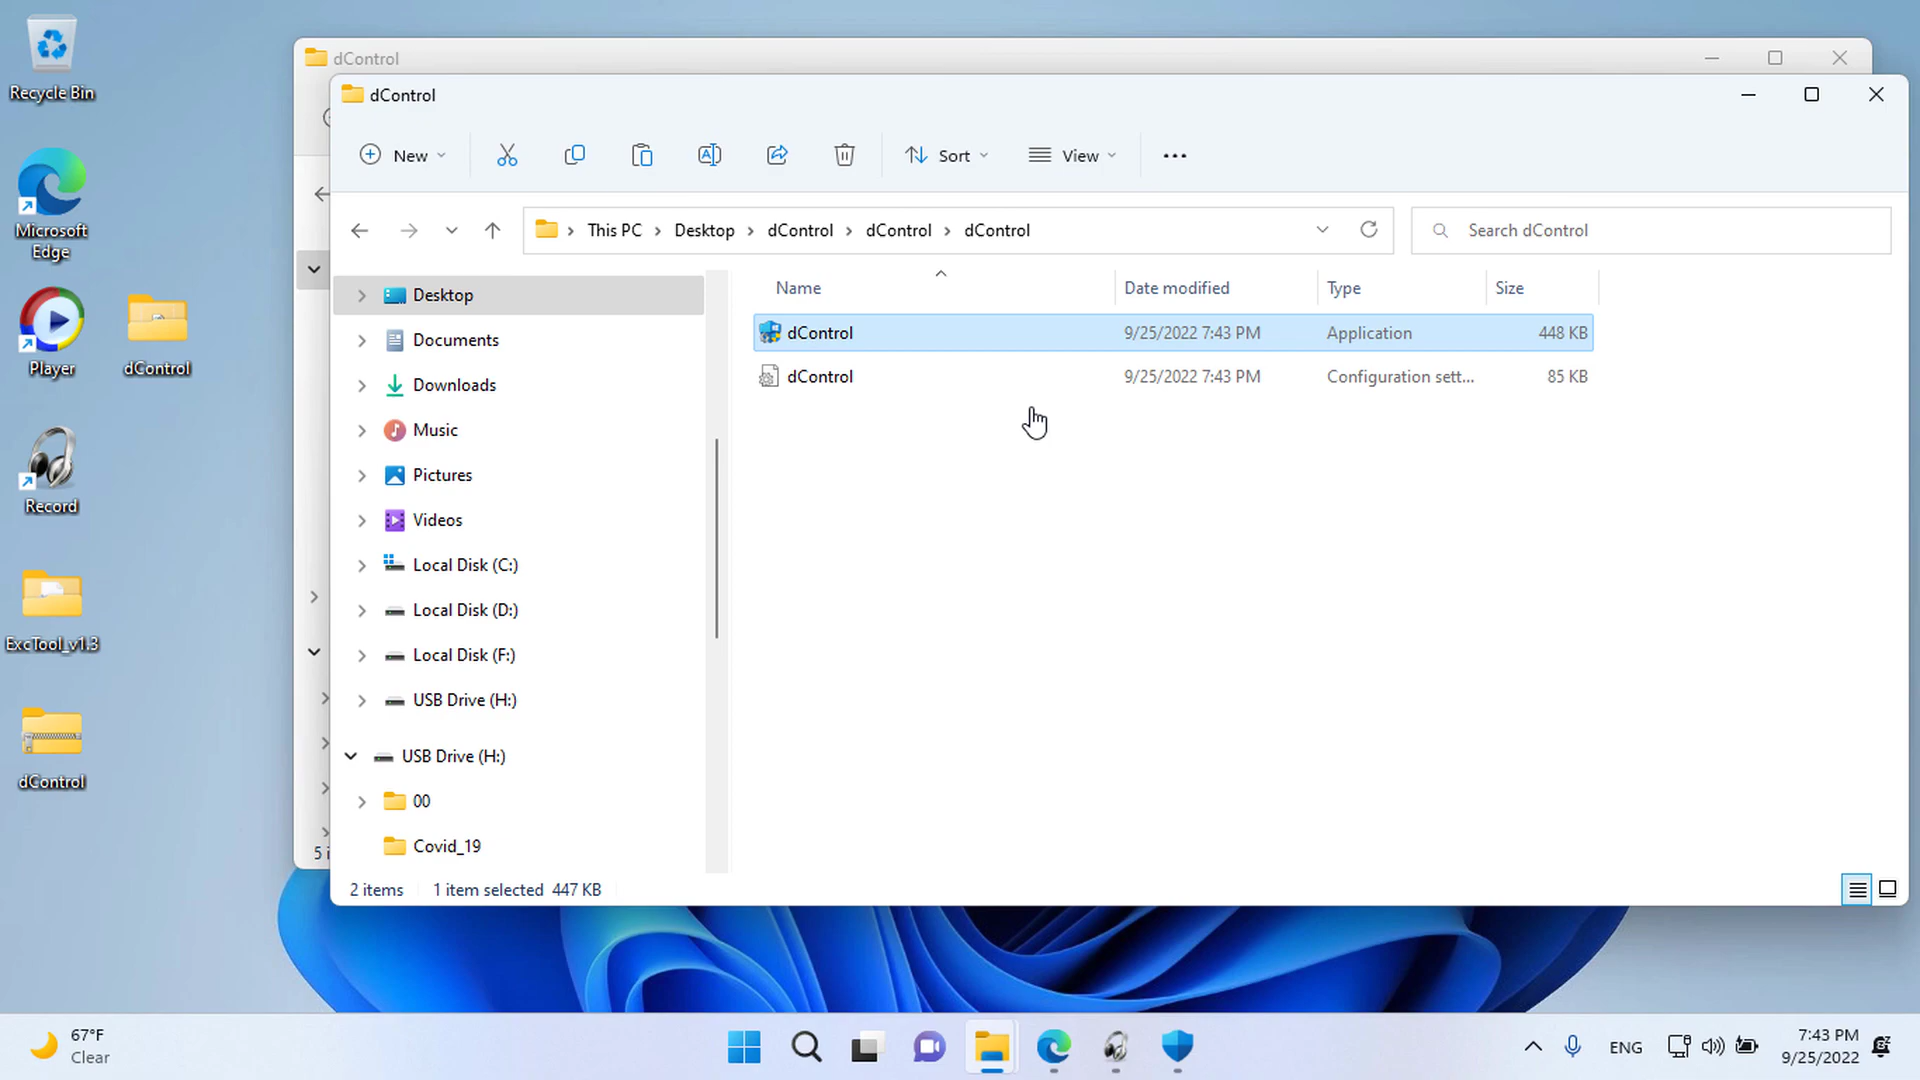 Recycle Bin
Microsoft
Edge
Player
dControl
Record
ExcTool_v1.3
dControl
dControl
dControl
New
Sort
View
This PC
Desktop
dControl
dControl
dControl
Search dControl
Name
Date modified
Type
Size
dControl
9/25/2022 7:43 PM
Application
448 KB
dControl
9/25/2022 7:43 PM
Configuration sett...
85 KB
Desktop
Documents
Downloads
Music
Pictures
Videos
Local Disk (C:)
Local Disk (D:)
Local Disk (F:)
USB Drive (H:)
USB Drive (H:)
00
Covid_19
2 items
1 item selected 447 KB
67°F
Clear
ENG
7:43 PM
9/25/2022